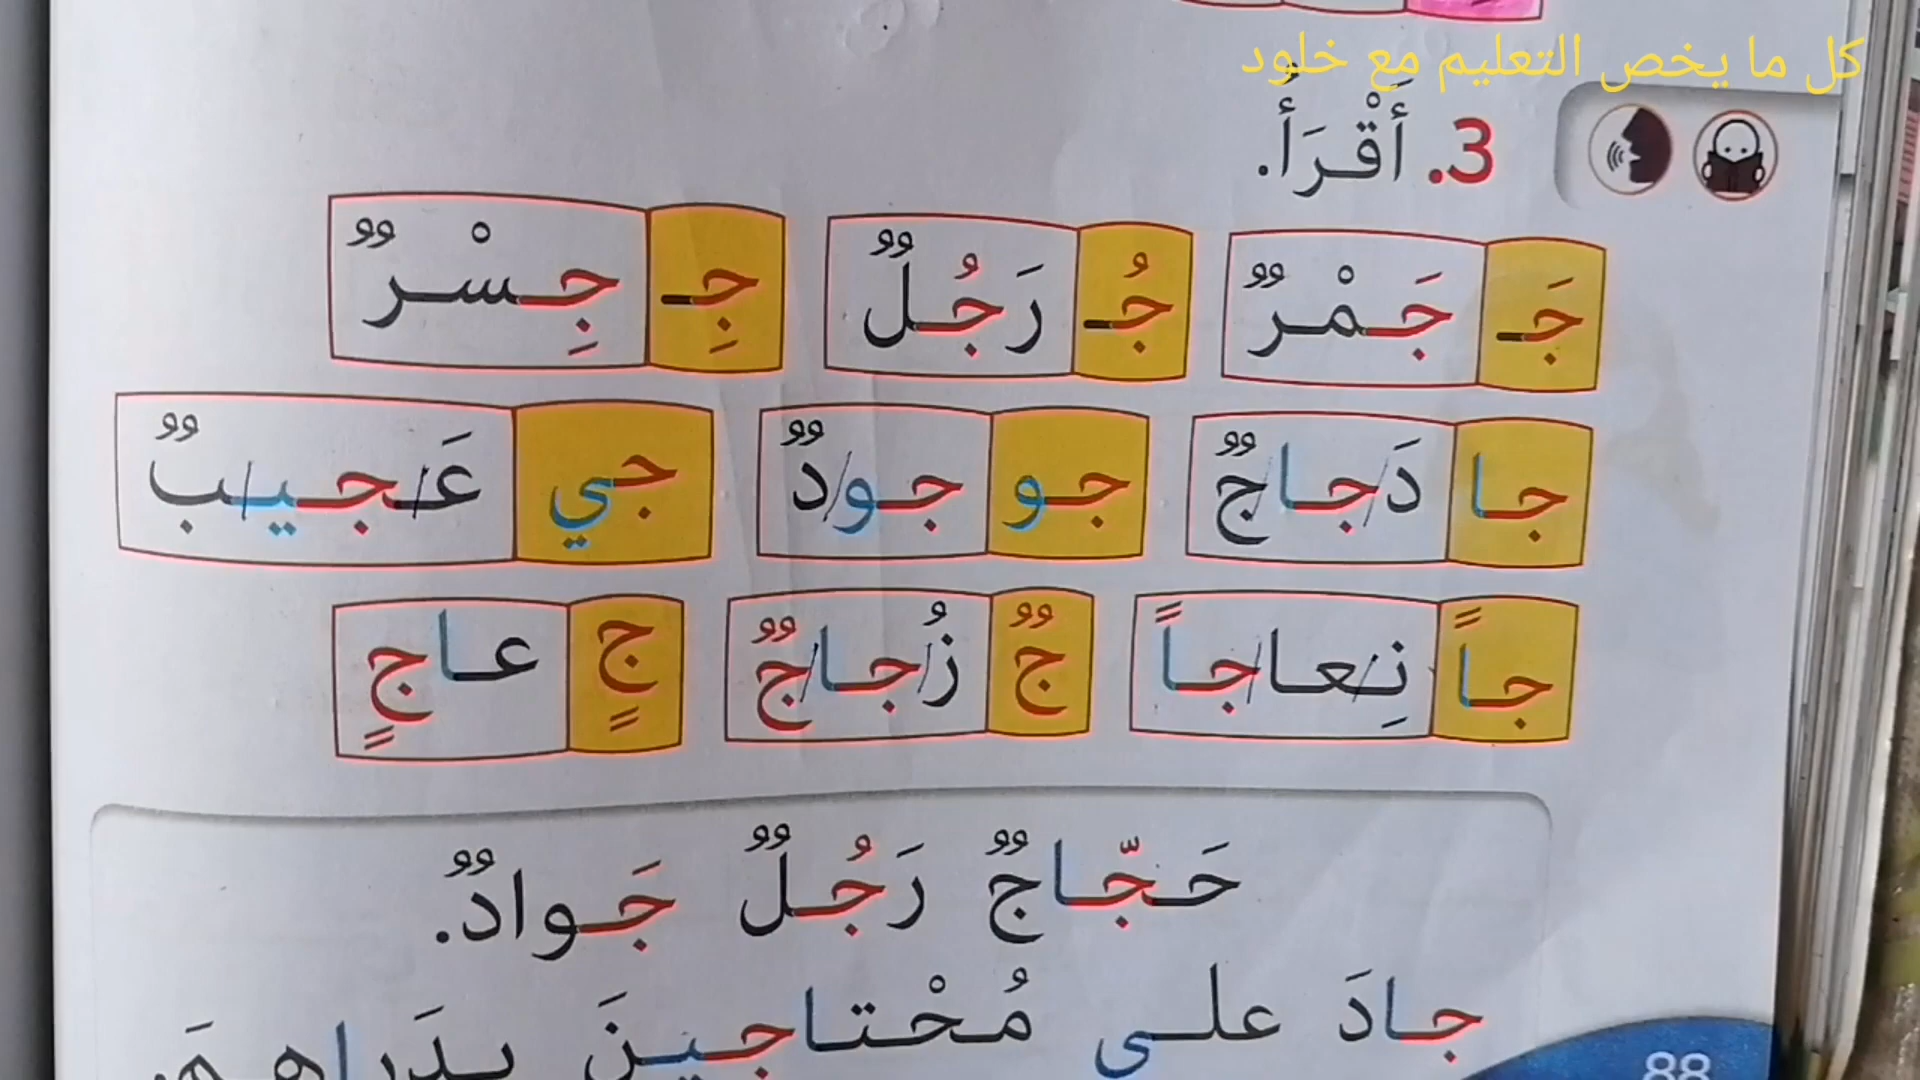 كل ما يخص التعليم مع خلود
3. أَقْرَأُ.
جَـ جَمْرٌ جُـ رَجُلٌ جِـ جِسْرٌ
جا دَجاجٌ جو جودٌ جي عَجيبٌ
جاً نِعاجاً جٌ زُجاجٌ جٍ عاجٍ
حَجّاجٌ رَجُلٌ جَوادٌ.
جادَ على مُحْتاجينَ
88